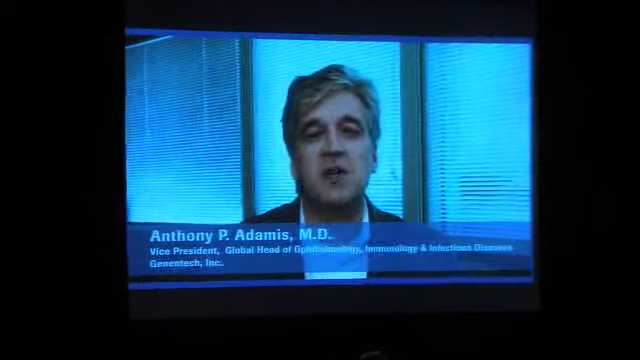 Anthony P. Adamis, M.D.
Vice President, Global Head of Ophthalmology, Immunology & Infectious Diseases
Genentech, Inc.